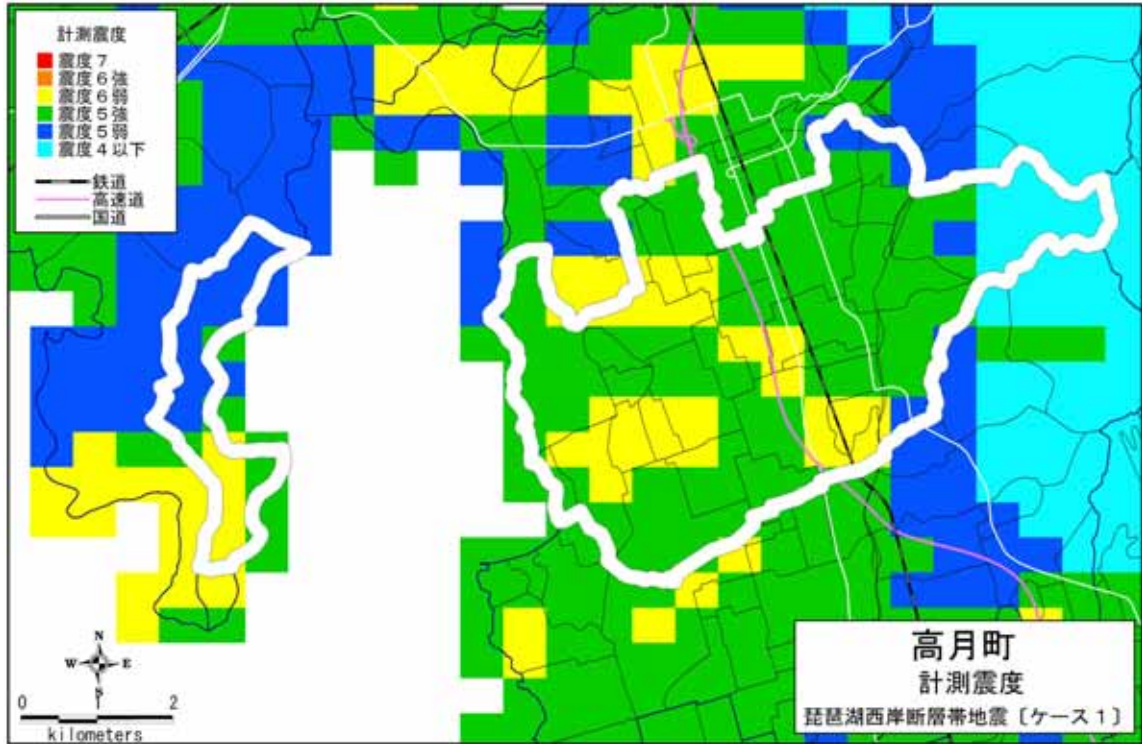 計測震度
震度7
震度6強
震度6弱
震度5強
震度5弱
震度4以下
鉄道
高速道
国道
N
W E
S
0 1 2
kilometers
高月町
計測震度
琵琶湖西岸断層帯地震〔ケース1〕